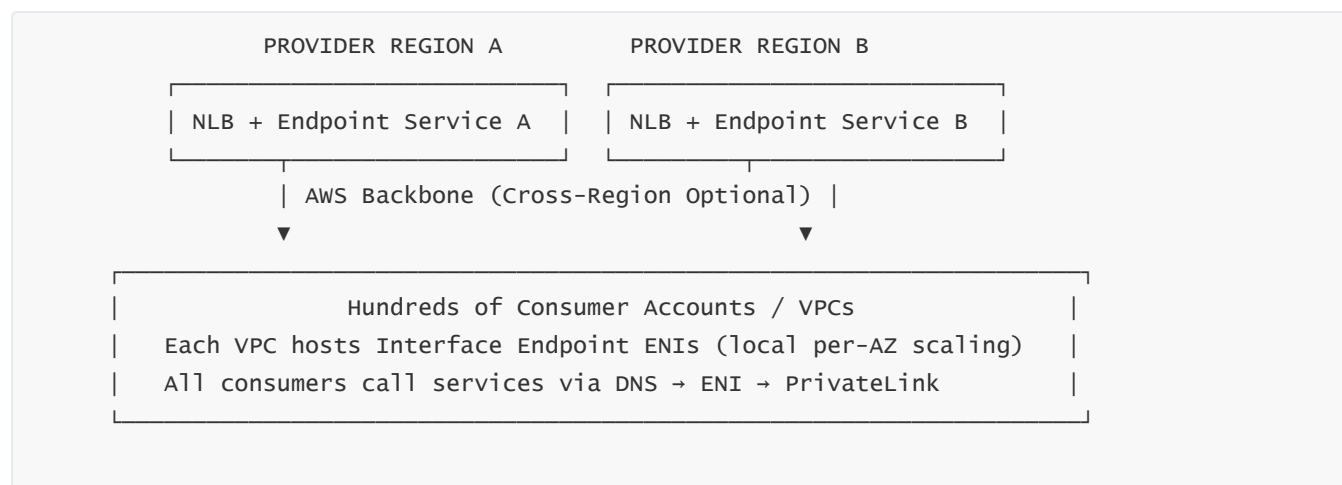 PROVIDER REGION A PROVIDER REGION B
NLB + Endpoint Service A NLB + Endpoint Service B
AWS Backbone (Cross-Region Optional)
Hundreds of Consumer Accounts / VPCs
Each VPC hosts Interface Endpoint ENIs (local per-AZ scaling)
All consumers call services via DNS → ENI → PrivateLink